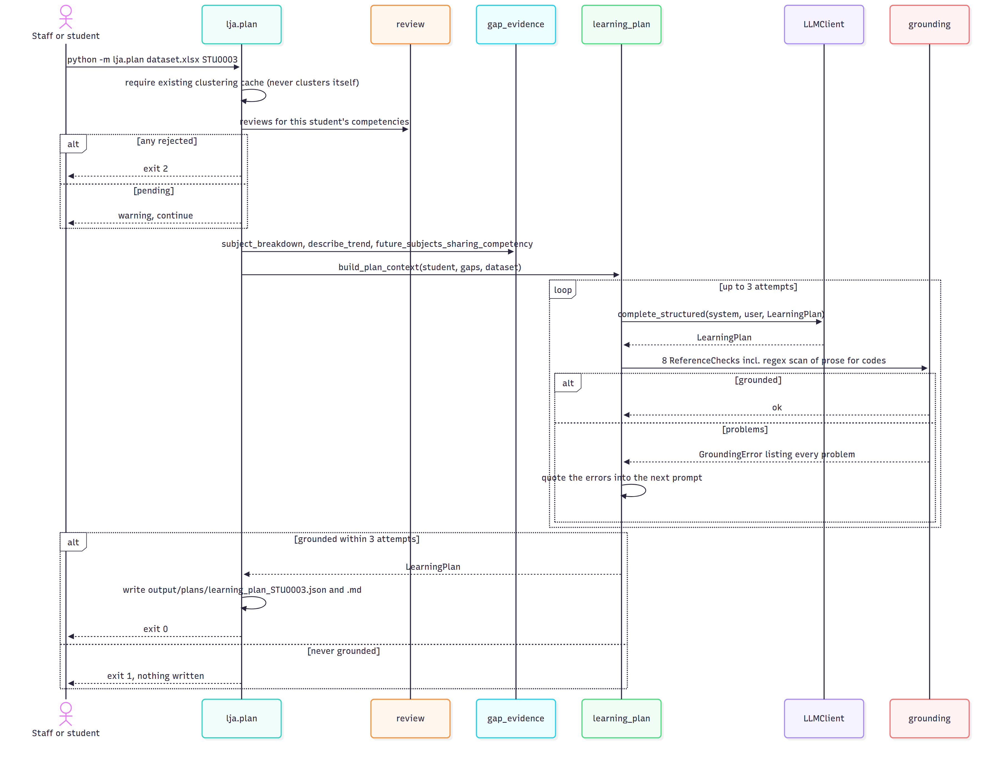 Staff or student
lja.plan
review
gap_evidence
learning_plan
LLMClient
grounding
python -m lja.plan dataset.xlsx STU0003
require existing clustering cache (never clusters itself)
reviews for this student's competencies
alt
[any rejected]
exit 2
[pending]
warning, continue
subject_breakdown, describe_trend, future_subjects_sharing_competency
build_plan_context(student, gaps, dataset)
loop
[up to 3 attempts]
complete_structured(system, user, LearningPlan)
LearningPlan
8 ReferenceChecks incl. regex scan of prose for codes
alt
[grounded]
ok
[problems]
GroundingError listing every problem
quote the errors into the next prompt
alt
[grounded within 3 attempts]
LearningPlan
write output/plans/learning_plan_STU0003.json and .md
exit 0
[never grounded]
exit 1, nothing written
Staff or student
lja.plan
review
gap_evidence
learning_plan
LLMClient
grounding